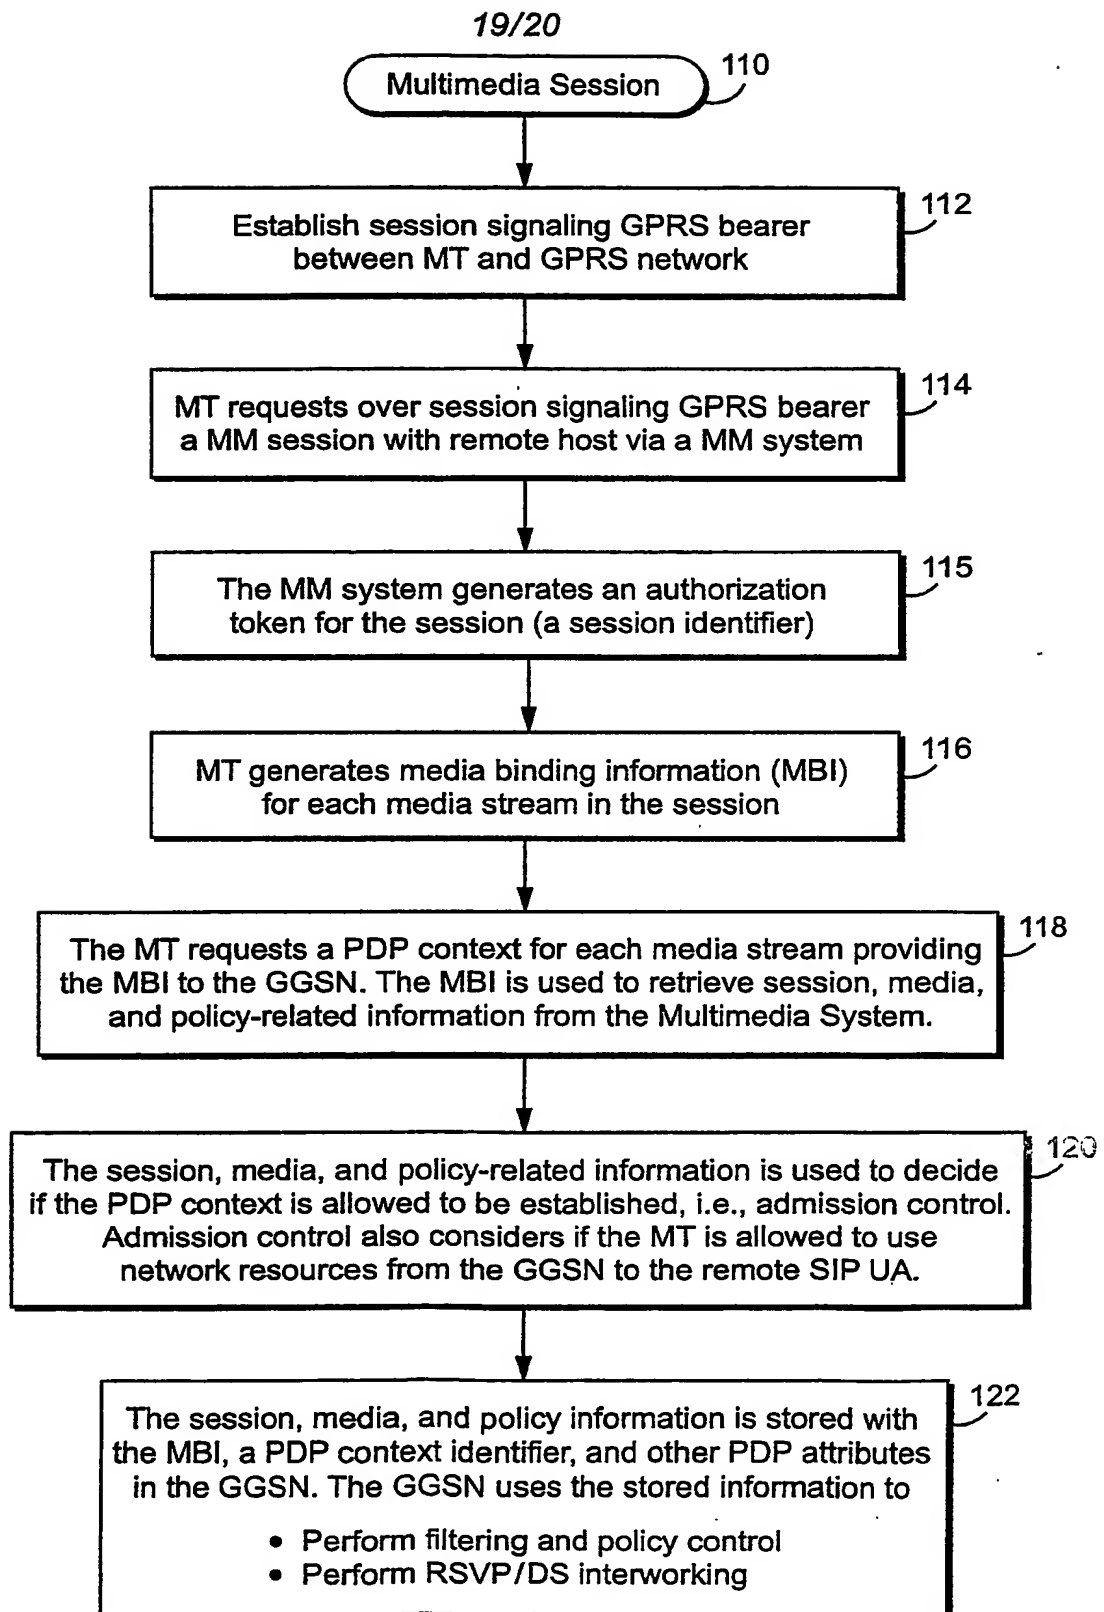 19/20
Multimedia Session
110
Establish session signaling GPRS bearer
between MT and GPRS network
112
MT requests over session signaling GPRS bearer
a MM session with remote host via a MM system
114
The MM system generates an authorization
token for the session (a session identifier)
115
MT generates media binding information (MBI)
for each media stream in the session
116
The MT requests a PDP context for each media stream providing
the MBI to the GGSN. The MBI is used to retrieve session, media,
and policy-related information from the Multimedia System.
118
The session, media, and policy-related information is used to decide
if the PDP context is allowed to be established, i.e., admission control.
Admission control also considers if the MT is allowed to use
network resources from the GGSN to the remote SIP UA.
120
The session, media, and policy information is stored with
the MBI, a PDP context identifier, and other PDP attributes
in the GGSN. The GGSN uses the stored information to
• Perform filtering and policy control
• Perform RSVP/DS interworking
122